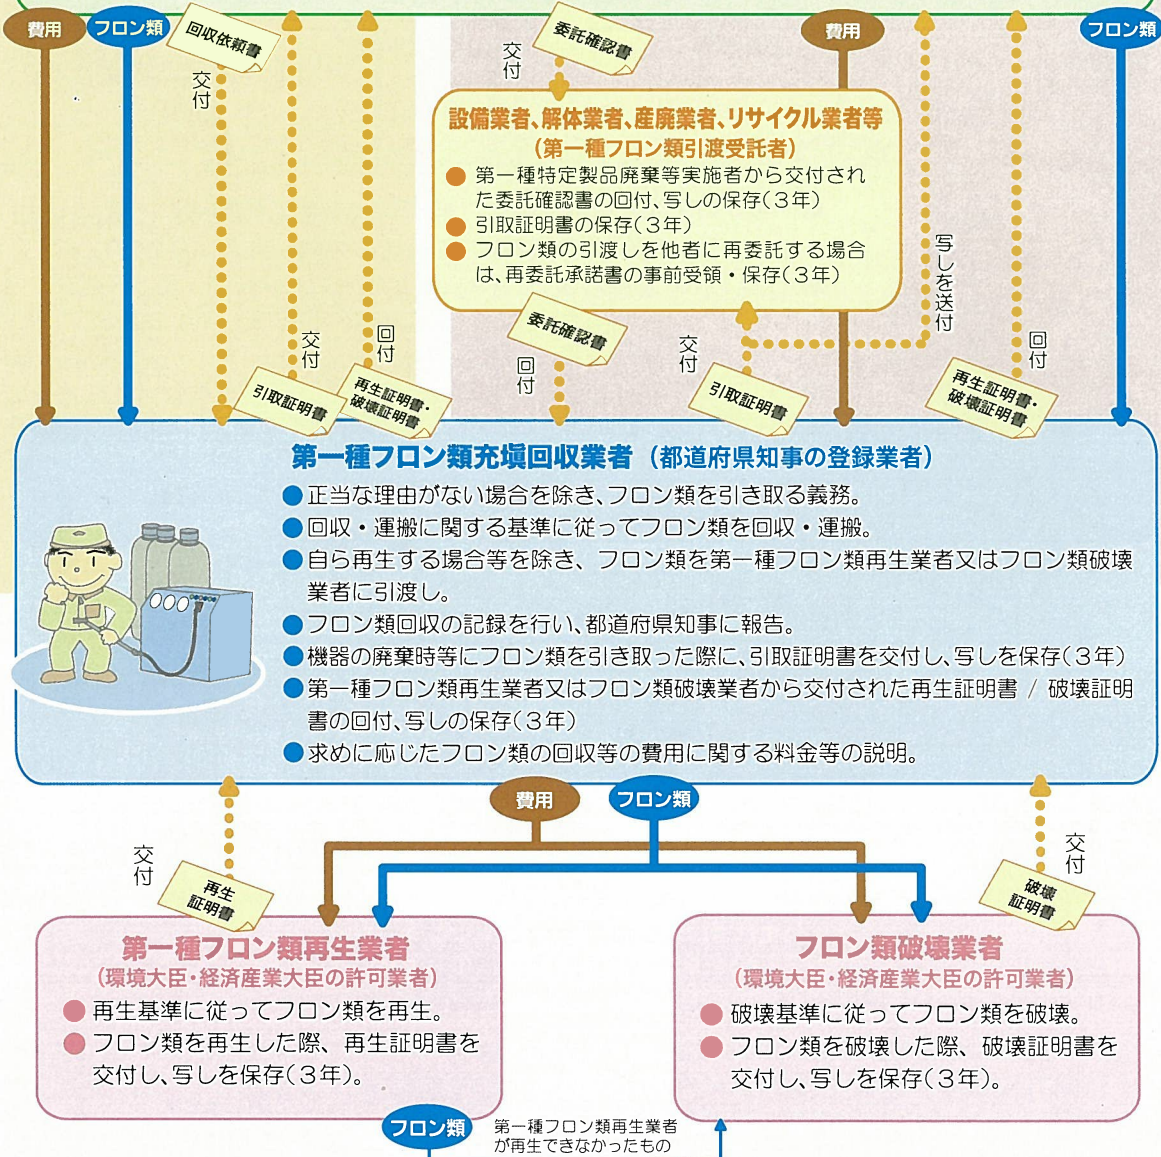 費用
フロン類
回収依頼書
交付
委託確認書
交付
費用
フロン類
設備業者、解体業者、産廃業者、リサイクル業者等
（第一種フロン類引渡受託者）
● 第一種特定製品廃棄等実施者から交付され
た委託確認書の回付、写しの保存（３年）
● 引取証明書の保存（３年）
● フロン類の引渡しを他者に再委託する場合
は、再委託承諾書の事前受領・保存（３年）
写しを送付
交付
引取証明書
回付
再生証明書・
破壊証明書
委託確認書
回付
交付
引取証明書
回付
再生証明書・
破壊証明書
第一種フロン類充塡回収業者（都道府県知事の登録業者）
●正当な理由がない場合を除き、フロン類を引き取る義務。
●回収・運搬に関する基準に従ってフロン類を回収・運搬。
●自ら再生する場合等を除き、フロン類を第一種フロン類再生業者又はフロン類破壊
業者に引渡し。
●フロン類回収の記録を行い、都道府県知事に報告。
●機器の廃棄時等にフロン類を引き取った際に、引取証明書を交付し、写しを保存（３年）
●第一種フロン類再生業者又はフロン類破壊業者から交付された再生証明書 / 破壊証明
書の回付、写しの保存（３年）
●求めに応じたフロン類の回収等の費用に関する料金等の説明。
費用
フロン類
交付
再生
証明書
交付
破壊
証明書
第一種フロン類再生業者
（環境大臣・経済産業大臣の許可業者）
● 再生基準に従ってフロン類を再生。
● フロン類を再生した際、再生証明書を
交付し、写しを保存（３年）。
フロン類破壊業者
（環境大臣・経済産業大臣の許可業者）
● 破壊基準に従ってフロン類を破壊。
● フロン類を破壊した際、破壊証明書を
交付し、写しを保存（３年）。
フロン類
第一種フロン類再生業者
が再生できなかったもの